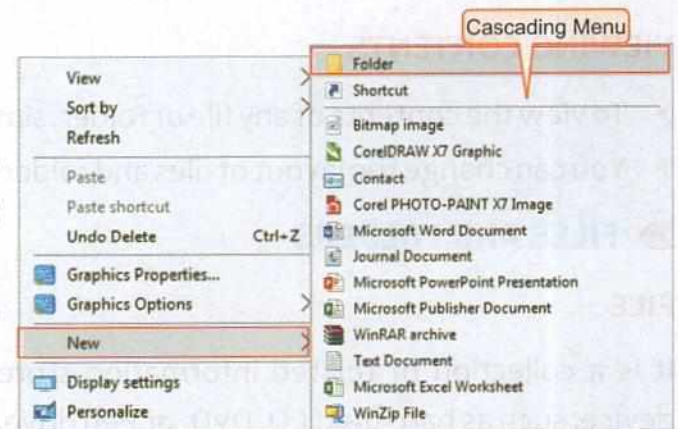 Cascading Menu
View
Sort by
Refresh
Paste
Paste shortcut
Undo Delete Ctrl+Z
Graphics Properties...
Graphics Options
New
Display settings
Personalize
Folder
Shortcut
Bitmap image
CorelDRAW X7 Graphic
Contact
Corel PHOTO-PAINT X7 Image
Microsoft Word Document
Journal Document
Microsoft PowerPoint Presentation
Microsoft Publisher Document
WinRAR archive
Text Document
Microsoft Excel Worksheet
WinZip File